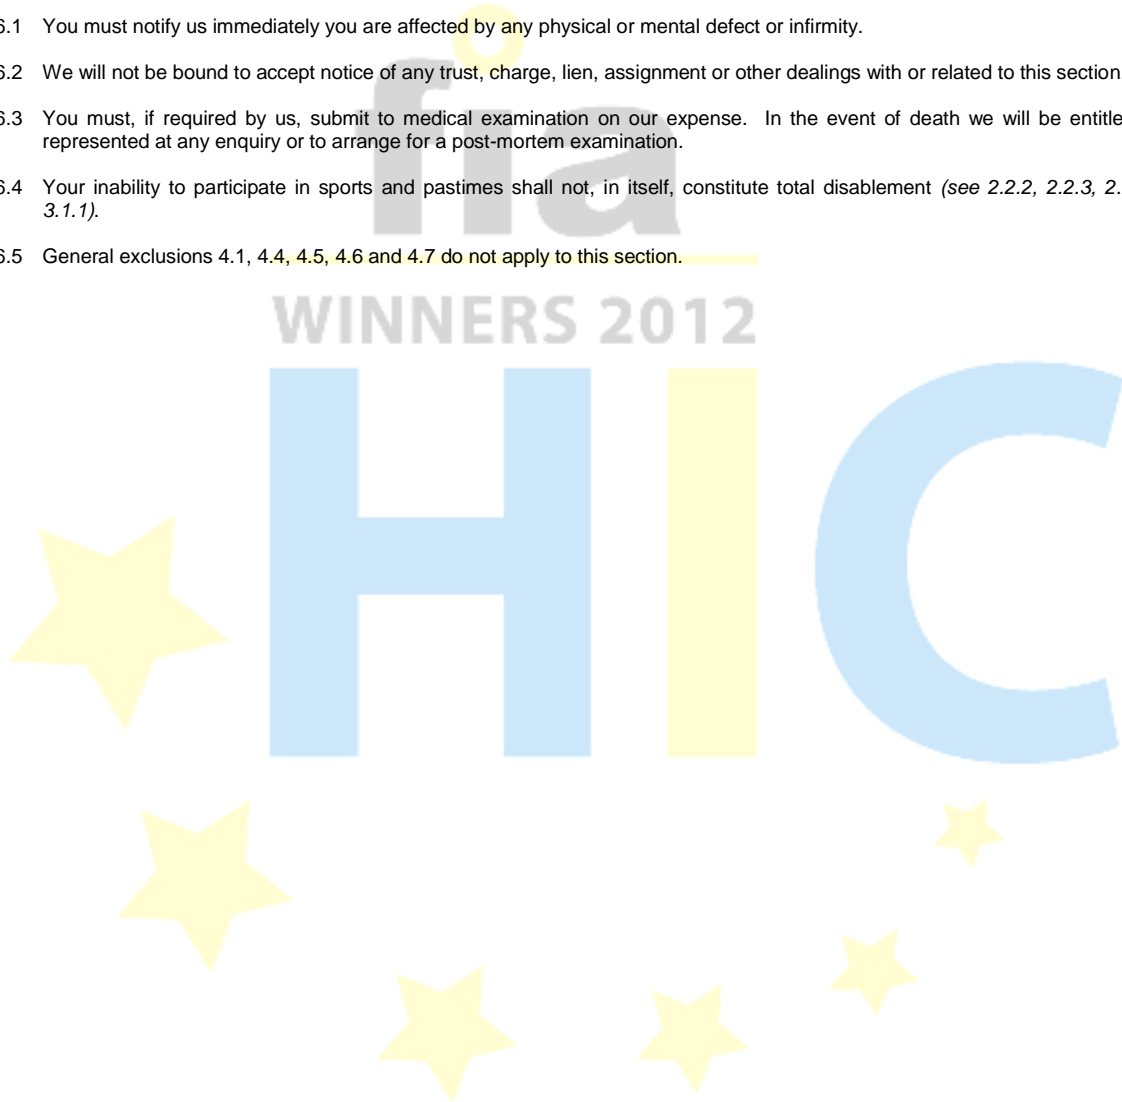 6.1 You must notify us immediately you are affected by any physical or mental defect or infirmity.
6.2 We will not be bound to accept notice of any trust, charge, lien, assignment or other dealings with or related to this section
6.3 You must, if required by us, submit to medical examination on our expense. In the event of death we will be entitle
represented at any enquiry or to arrange for a post-mortem examination.
6.4 Your inability to participate in sports and pastimes shall not, in itself, constitute total disablement (see 2.2.2, 2.2.3, 2.
3.1.1).
6.5 General exclusions 4.1, 4.4, 4.5, 4.6 and 4.7 do not apply to this section.
fia
WINNERS 2012
HIC